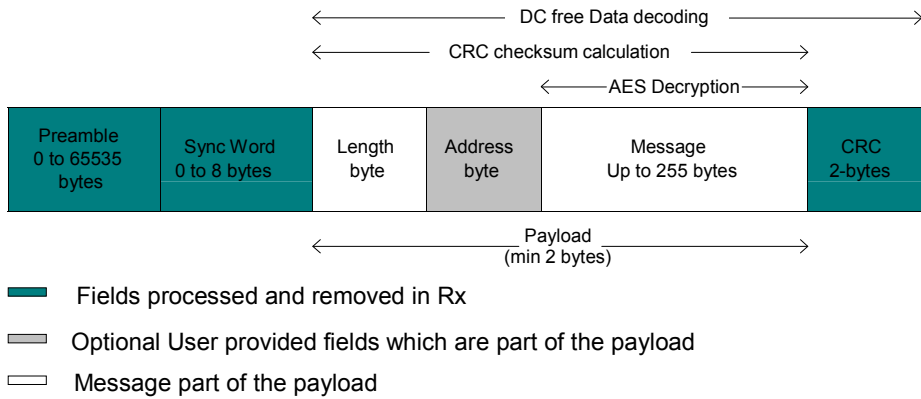 DC free Data decoding
CRC checksum calculation
AES Decryption
Preamble
0 to 65535
bytes
Sync Word
0 to 8 bytes
Length
byte
Address
byte
Message
Up to 255 bytes
CRC
2-bytes
Payload
(min 2 bytes)
Fields processed and removed in Rx
Optional User provided fields which are part of the payload
Message part of the payload